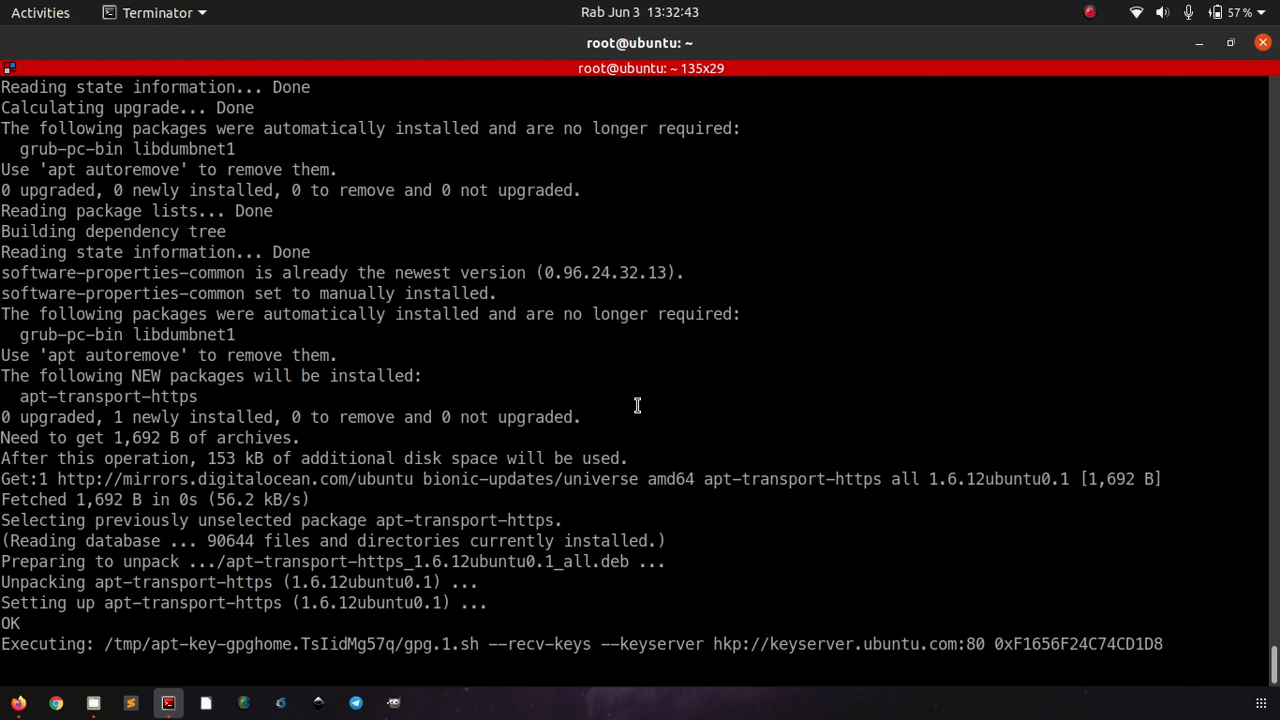 Activities
Terminator
Rab Jun 3 13:32:43
57 %
root@ubuntu: ~
root@ubuntu: ~ 135x29
Reading state information... Done
Calculating upgrade... Done
The following packages were automatically installed and are no longer required:
grub-pc-bin libdumbnet1
Use 'apt autoremove' to remove them.
0 upgraded, 0 newly installed, 0 to remove and 0 not upgraded.
Reading package lists... Done
Building dependency tree
Reading state information... Done
software-properties-common is already the newest version (0.96.24.32.13).
software-properties-common set to manually installed.
The following packages were automatically installed and are no longer required:
grub-pc-bin libdumbnet1
Use 'apt autoremove' to remove them.
The following NEW packages will be installed:
apt-transport-https
0 upgraded, 1 newly installed, 0 to remove and 0 not upgraded.
Need to get 1,692 B of archives.
After this operation, 153 kB of additional disk space will be used.
Get:1 http://mirrors.digitalocean.com/ubuntu bionic-updates/universe amd64 apt-transport-https all 1.6.12ubuntu0.1 [1,692 B]
Fetched 1,692 B in 0s (56.2 kB/s)
Selecting previously unselected package apt-transport-https.
(Reading database ... 90644 files and directories currently installed.)
Preparing to unpack .../apt-transport-https_1.6.12ubuntu0.1_all.deb ...
Unpacking apt-transport-https (1.6.12ubuntu0.1) ...
Setting up apt-transport-https (1.6.12ubuntu0.1) ...
OK
Executing: /tmp/apt-key-gpghome.TsIidMg57q/gpg.1.sh --recv-keys --keyserver hkp://keyserver.ubuntu.com:80 0xF1656F24C74CD1D8